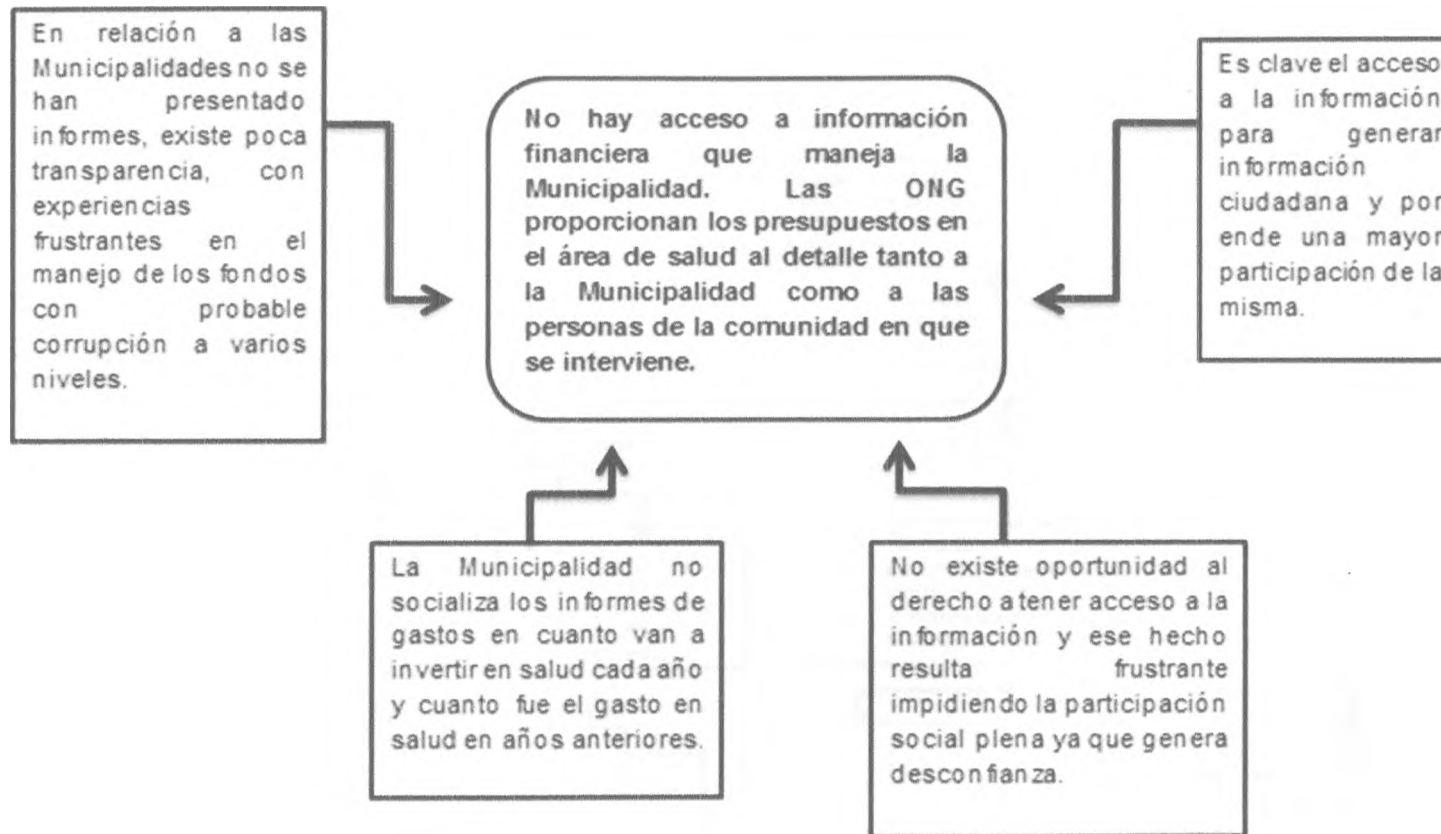 En relación a las
Municipalidades no se
han presentado
informes, existe poca
transparencia, con
experiencias
frustrantes en el
manejo de los fondos
con probable
corrupción a varios
niveles.
No hay acceso a información
financiera que maneja la
Municipalidad. Las ONG
proporcionan los presupuestos en
el área de salud al detalle tanto a
la Municipalidad como a las
personas de la comunidad en que
se interviene.
Es clave el acceso
a la información
para generar
información
ciudadana y por
ende una mayor
participación de la
misma.
La Municipalidad no
socializa los informes de
gastos en cuanto van a
invertir en salud cada año
y cuanto fue el gasto en
salud en años anteriores.
No existe oportunidad al
derecho a tener acceso a la
información y ese hecho
resulta frustrante
impidiendo la participación
social plena ya que genera
desconfianza.